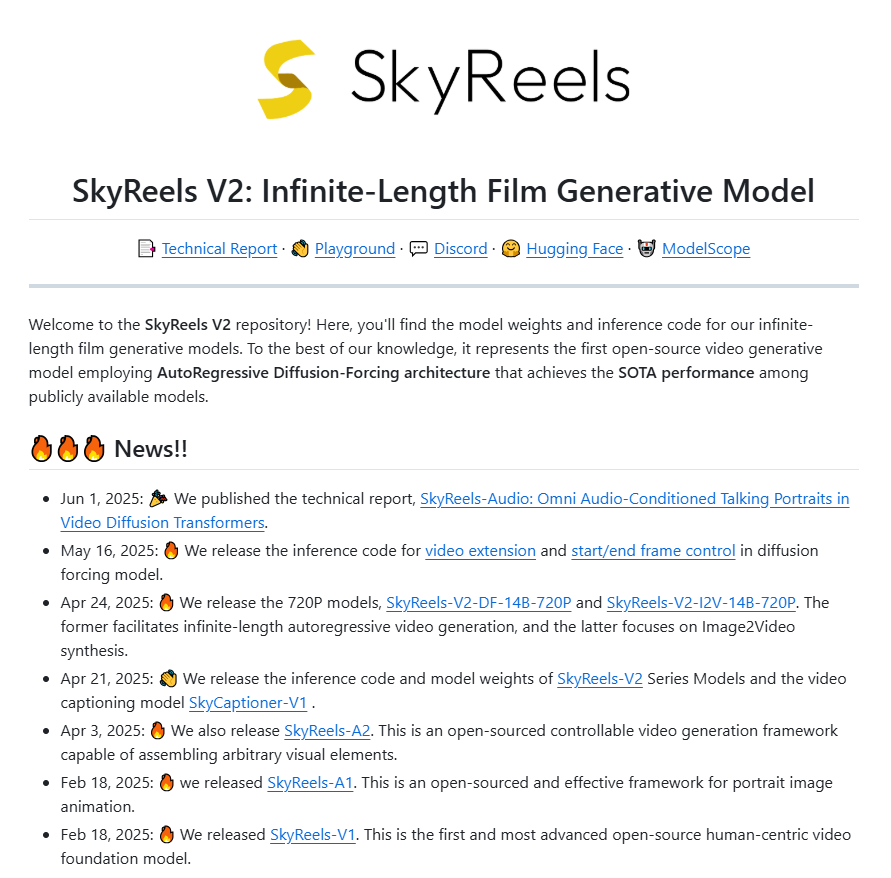 SkyReels
SkyReels V2: Infinite-Length Film Generative Model
📑 Technical Report · 👋 Playground · 💬 Discord · 🤗 Hugging Face · 🤖 ModelScope
Welcome to the SkyReels V2 repository! Here, you'll find the model weights and inference code for our infinite-
length film generative models. To the best of our knowledge, it represents the first open-source video generative
model employing AutoRegressive Diffusion-Forcing architecture that achieves the SOTA performance among
publicly available models.
🔥🔥🔥 News!!
• Jun 1, 2025: 🎉 We published the technical report, SkyReels-Audio: Omni Audio-Conditioned Talking Portraits in
Video Diffusion Transformers.
• May 16, 2025: 🔥 We release the inference code for video extension and start/end frame control in diffusion
forcing model.
• Apr 24, 2025: 🔥 We release the 720P models, SkyReels-V2-DF-14B-720P and SkyReels-V2-I2V-14B-720P. The
former facilitates infinite-length autoregressive video generation, and the latter focuses on Image2Video
synthesis.
• Apr 21, 2025: 👋 We release the inference code and model weights of SkyReels-V2 Series Models and the video
captioning model SkyCaptioner-V1 .
• Apr 3, 2025: 🔥 We also release SkyReels-A2. This is an open-sourced controllable video generation framework
capable of assembling arbitrary visual elements.
• Feb 18, 2025: 🔥 we released SkyReels-A1. This is an open-sourced and effective framework for portrait image
animation.
• Feb 18, 2025: 🔥 We released SkyReels-V1. This is the first and most advanced open-source human-centric video
foundation model.